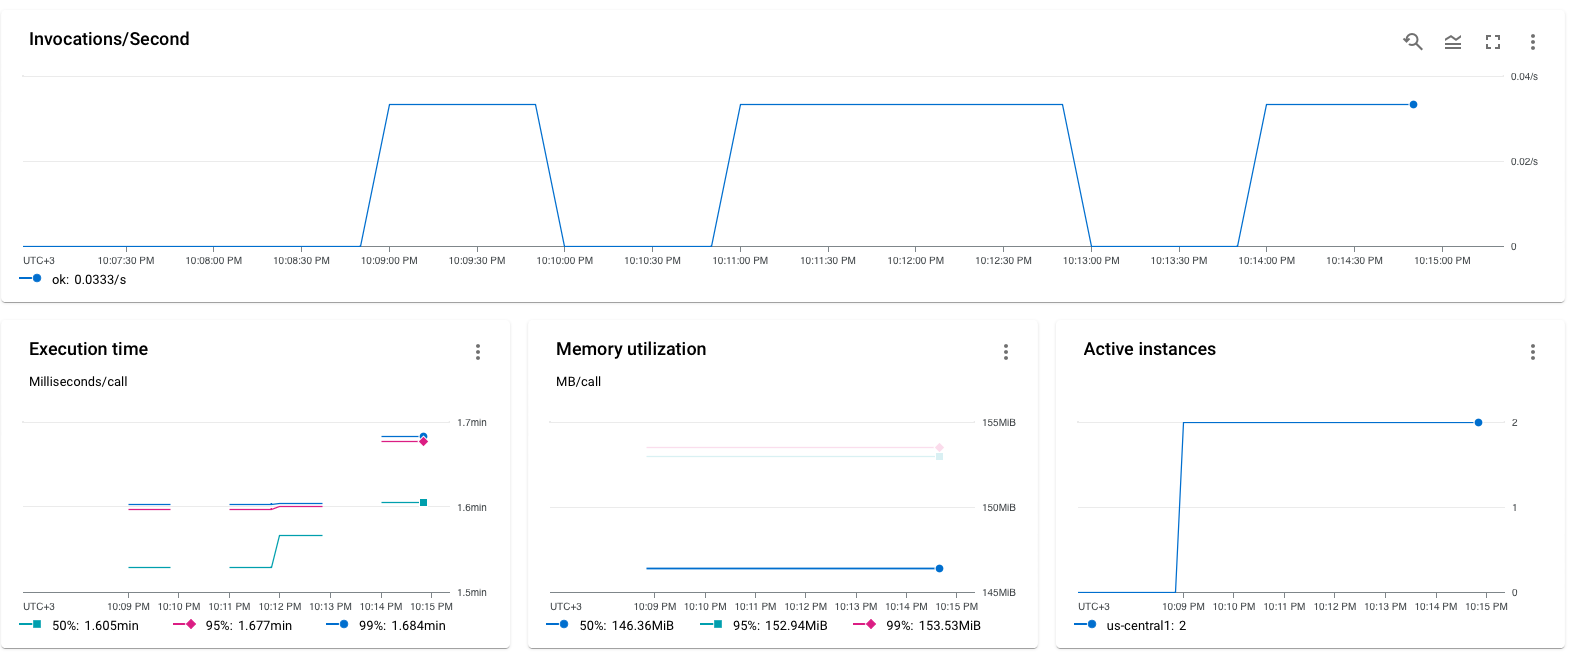 Invocations/Second
0.04/s
0.02/s
0
UTC+3 10:07:30 PM 10:08:00 PM 10:08:30 PM 10:09:00 PM 10:09:30 PM 10:10:00 PM 10:10:30 PM 10:11:00 PM 10:11:30 PM 10:12:00 PM 10:12:30 PM 10:13:00 PM 10:13:30 PM 10:14:00 PM 10:14:30 PM 10:15:00 PM
ok: 0.0333/s
Execution time
Milliseconds/call
1.7min
1.6min
1.5min
UTC+3 10:09 PM 10:10 PM 10:11 PM 10:12 PM 10:13 PM 10:14 PM 10:15 PM
50%: 1.605min 95%: 1.677min 99%: 1.684min
Memory utilization
MB/call
155MiB
150MiB
145MiB
UTC+3 10:09 PM 10:10 PM 10:11 PM 10:12 PM 10:13 PM 10:14 PM 10:15 PM
50%: 146.36MiB 95%: 152.94MiB 99%: 153.53MiB
Active instances
2
1
0
UTC+3 10:09 PM 10:10 PM 10:11 PM 10:12 PM 10:13 PM 10:14 PM 10:15 PM
us-central1: 2